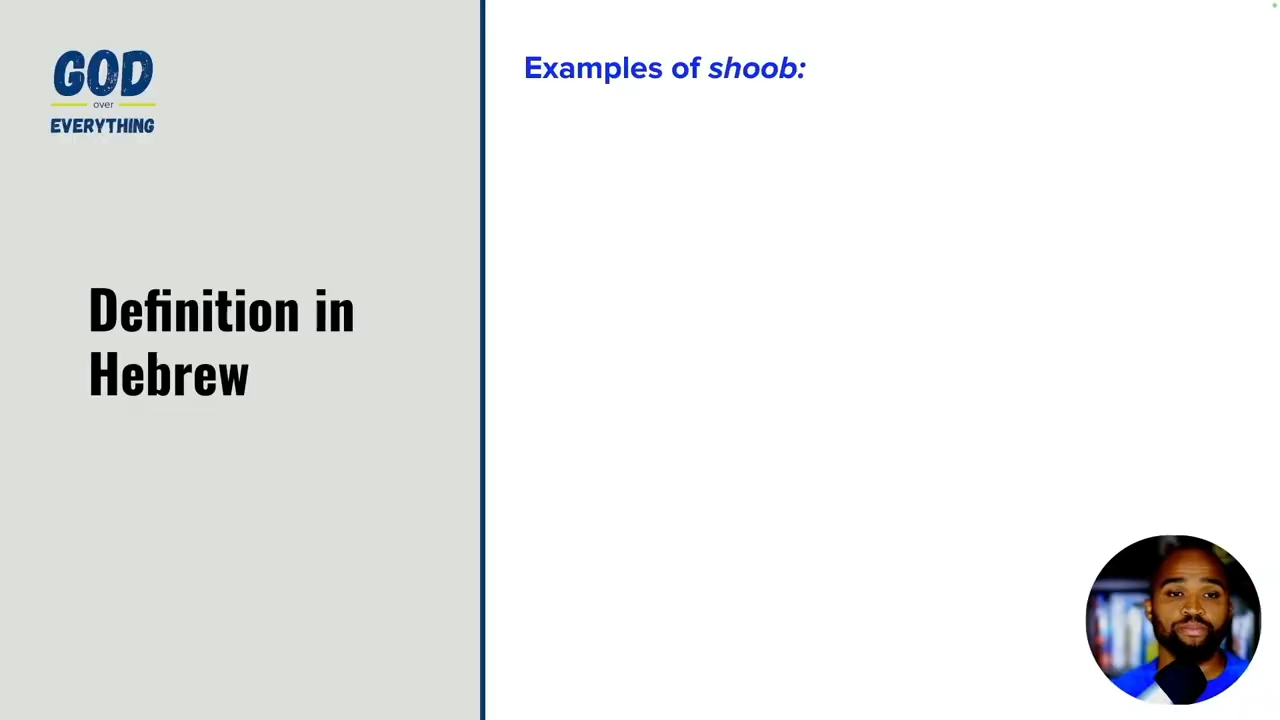 GOD
over
EVERYTHING
Definition in
Hebrew
Examples of shoob: